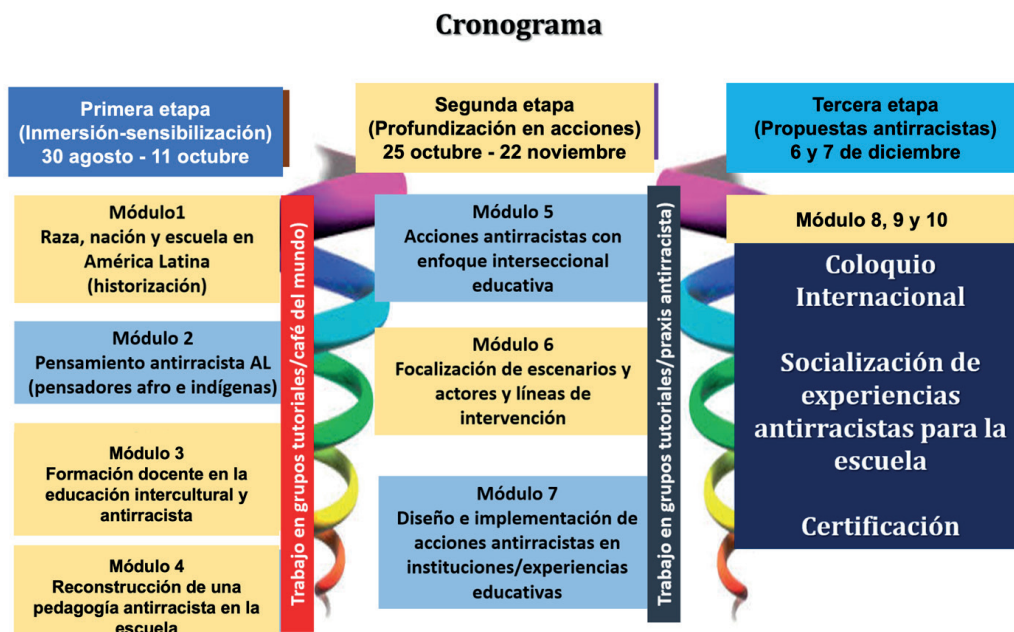 Cronograma
Primera etapa
(Inmersión-sensibilización)
30 agosto - 11 octubre
Módulo1
Raza, nación y escuela en
América Latina
(historización)
Módulo 2
Pensamiento antirracista AL
(pensadores afro e indígenas)
Módulo 3
Formación docente en la
educación intercultural y
antirracista
Módulo 4
Reconstrucción de una
pedagogía antirracista en la
escuela
Trabajo en grupos tutoriales/café del mundo)
Segunda etapa
(Profundización en acciones)
25 octubre - 22 noviembre
Módulo 5
Acciones antirracistas con
enfoque interseccional
educativa
Módulo 6
Focalización de escenarios y
actores y líneas de
intervención
Módulo 7
Diseño e implementación de
acciones antirracistas en
instituciones/experiencias
educativas
Trabajo en grupos tutoriales/praxis antirracista)
Tercera etapa
(Propuestas antirracistas)
6 y 7 de diciembre
Módulo 8, 9 y 10
Coloquio
Internacional
Socialización de
experiencias
antirracistas para la
escuela
Certificación